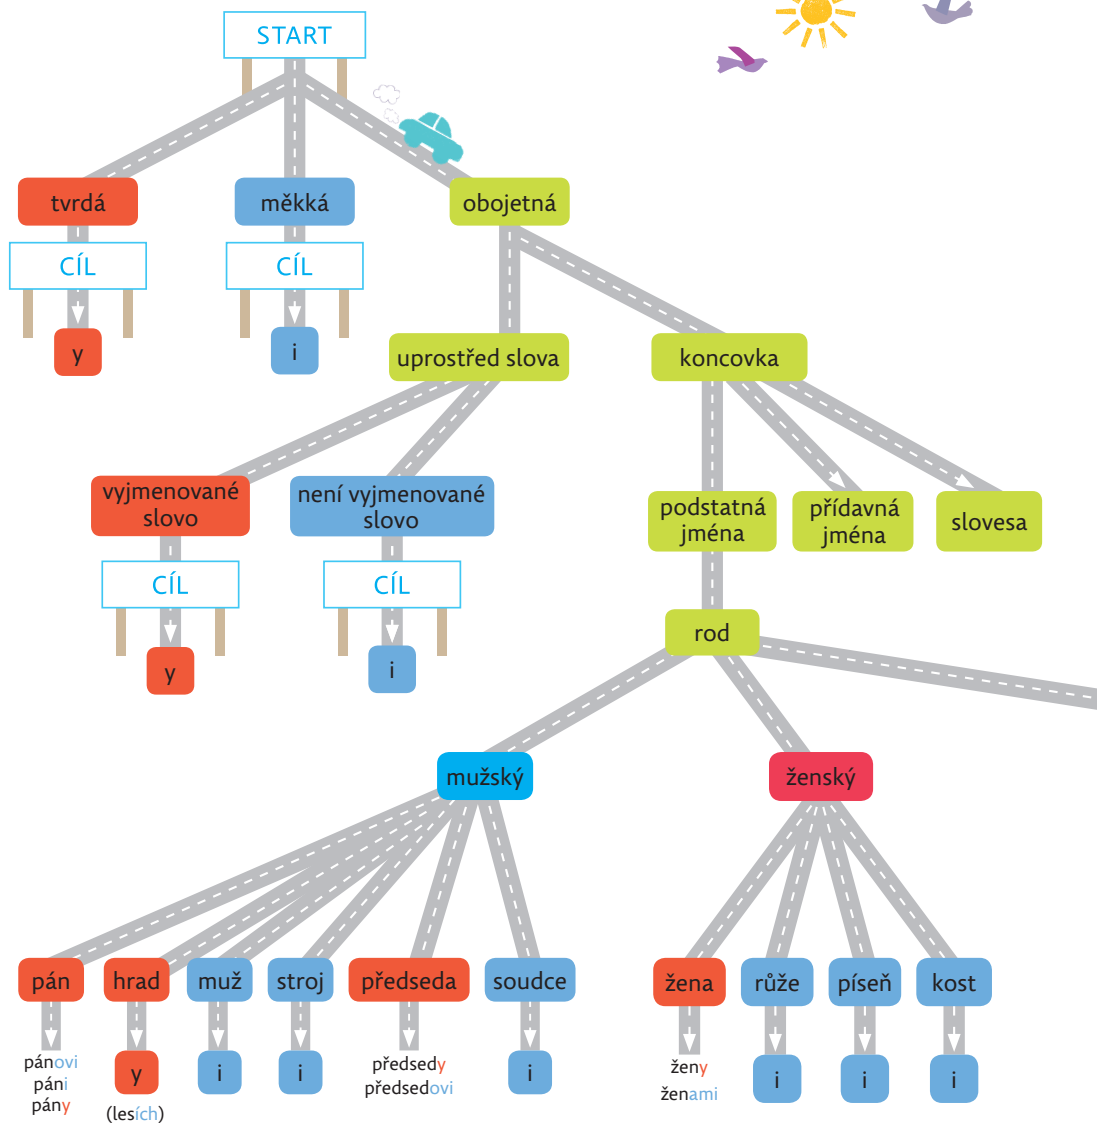 START
tvrdá
měkká
obojetná
CÍL
CÍL
y
i
uprostřed slova
koncovka
vyjmenované
slovo
není vyjmenované
slovo
podstatná
jména
přídavná
jména
slovesa
CÍL
CÍL
y
i
rod
mužský
ženský
pán
hrad
muž
stroj
předseda
soudce
žena
růže
píseň
kost
pánovi
páni
pány
y
(lesích)
i
i
předsedy
předsedovi
i
ženy
ženami
i
i
i